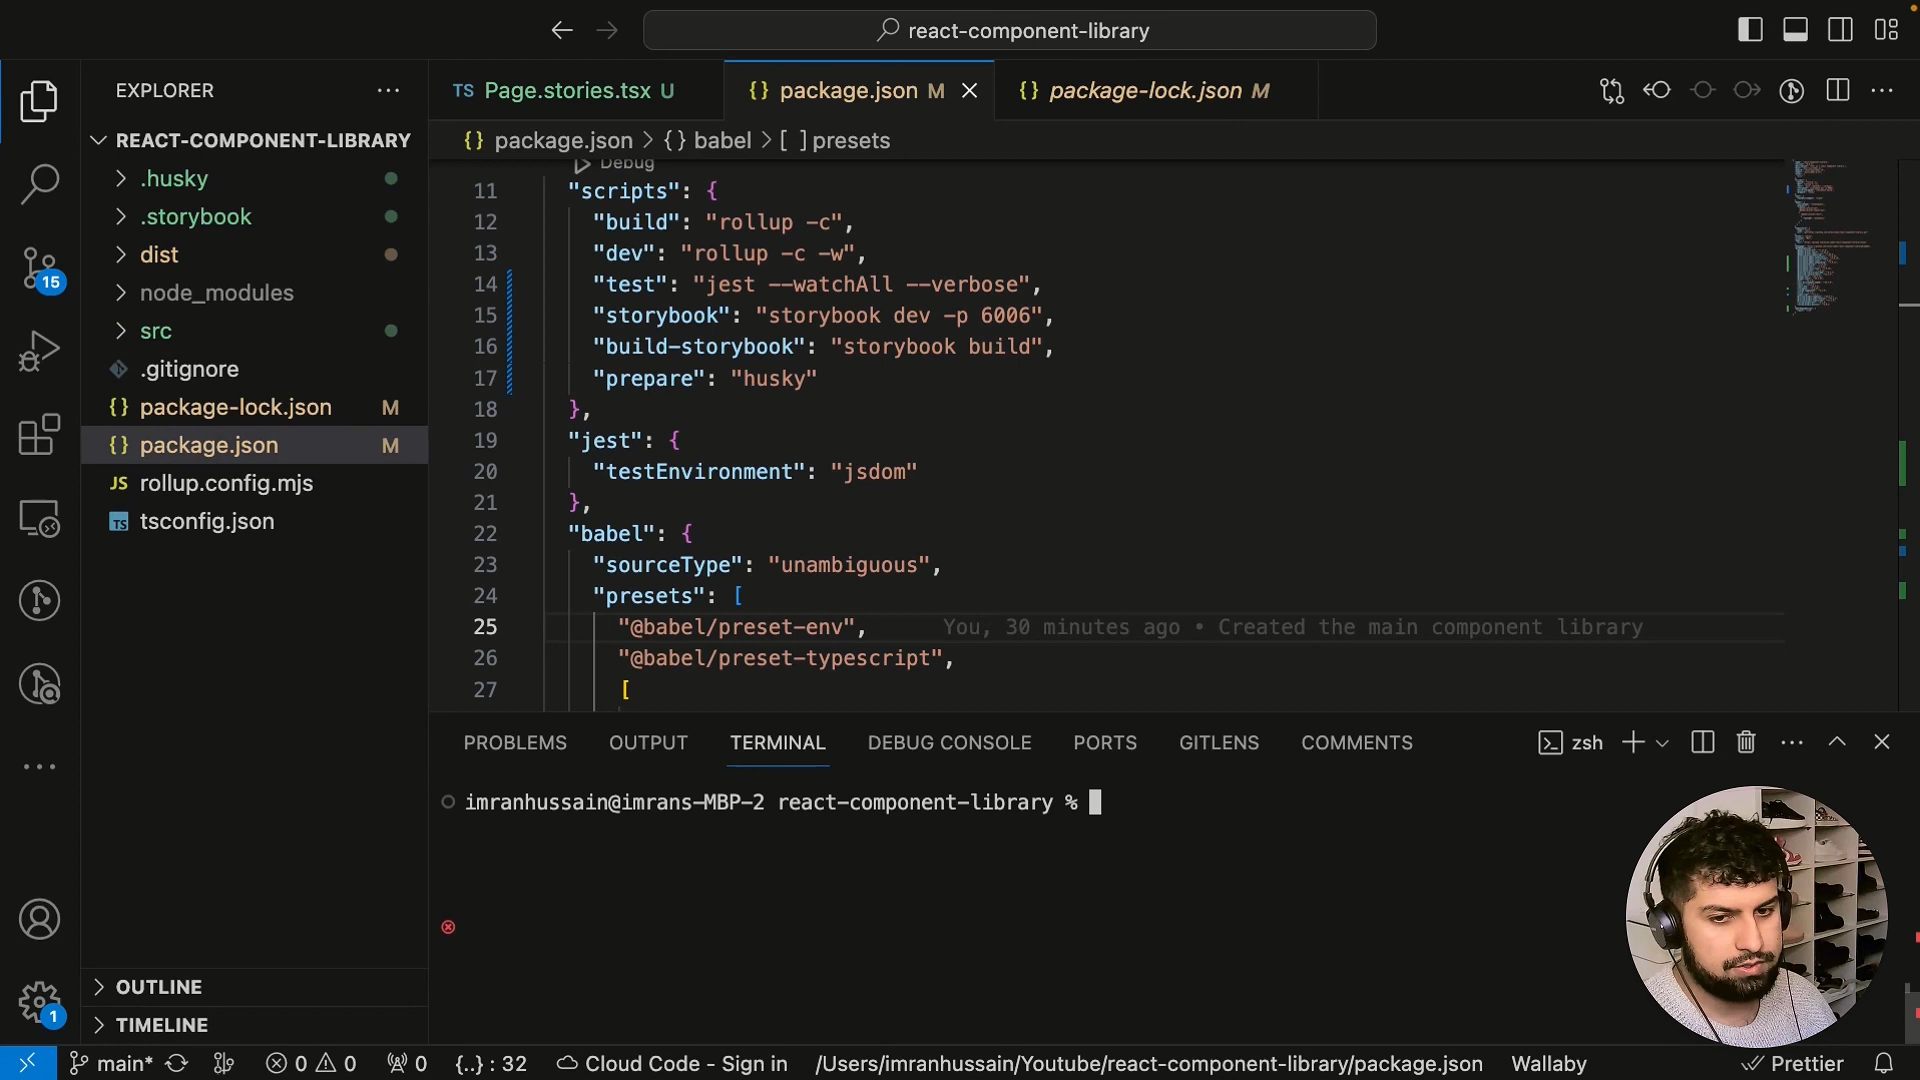 react-component-library
EXPLORER
REACT-COMPONENT-LIBRARY
.husky
.storybook
dist
node_modules
src
.gitignore
{} package-lock.json M
{} package.json M
JS rollup.config.mjs
TS tsconfig.json
OUTLINE
TIMELINE
15
1
TS Page.stories.tsx U
{} package.json M
{} package-lock.json M
{} package.json > {} babel > [ ] presets
Debug
11 "scripts": {
12 "build": "rollup -c",
13 "dev": "rollup -c -w",
14 "test": "jest --watchAll --verbose",
15 "storybook": "storybook dev -p 6006",
16 "build-storybook": "storybook build",
17 "prepare": "husky"
18 },
19 "jest": {
20 "testEnvironment": "jsdom"
21 },
22 "babel": {
23 "sourceType": "unambiguous",
24 "presets": [
25 "@babel/preset-env", You, 30 minutes ago • Created the main component library
26 "@babel/preset-typescript",
27 [
PROBLEMS OUTPUT TERMINAL DEBUG CONSOLE PORTS GITLENS COMMENTS zsh
imranhussain@imrans-MBP-2 react-component-library %
main* 0 0 0 {..} : 32 Cloud Code - Sign in /Users/imranhussain/Youtube/react-component-library/package.json Wallaby Prettier